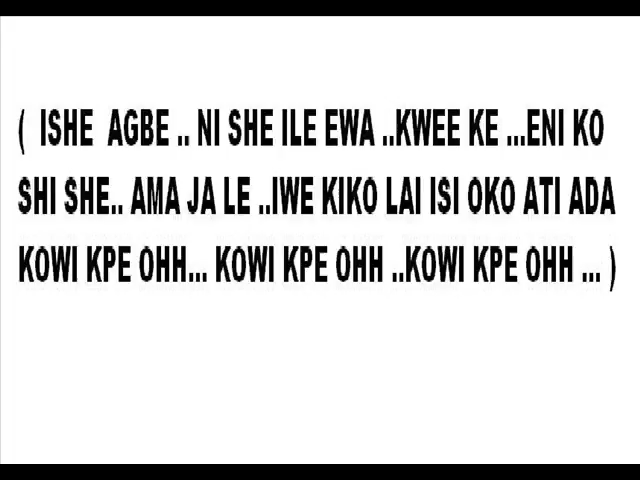 ( ISHE AGBE .. NI SHE ILE EWA ..KWEE KE ...ENI KO
SHI SHE.. AMA JA LE ..IWE KIKO LAI ISI OKO ATI ADA
KOWI KPE OHH... KOWI KPE OHH ..KOWI KPE OHH ... )